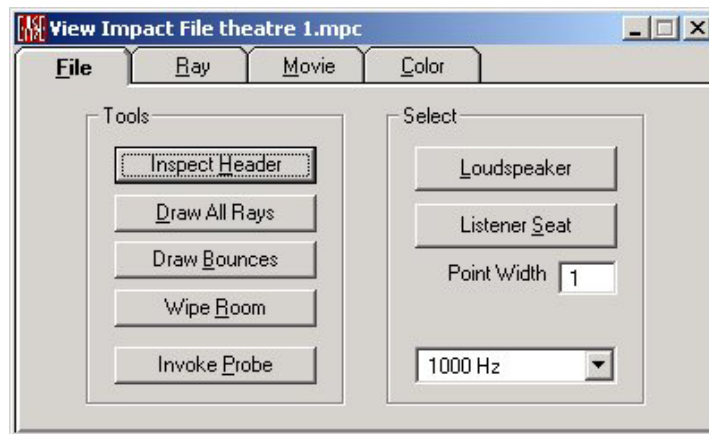 View Impact File theatre 1.mpc
File Ray Movie Color
Tools
Inspect Header
Draw All Rays
Draw Bounces
Wipe Room
Invoke Probe
Select
Loudspeaker
Listener Seat
Point Width 1
1000 Hz